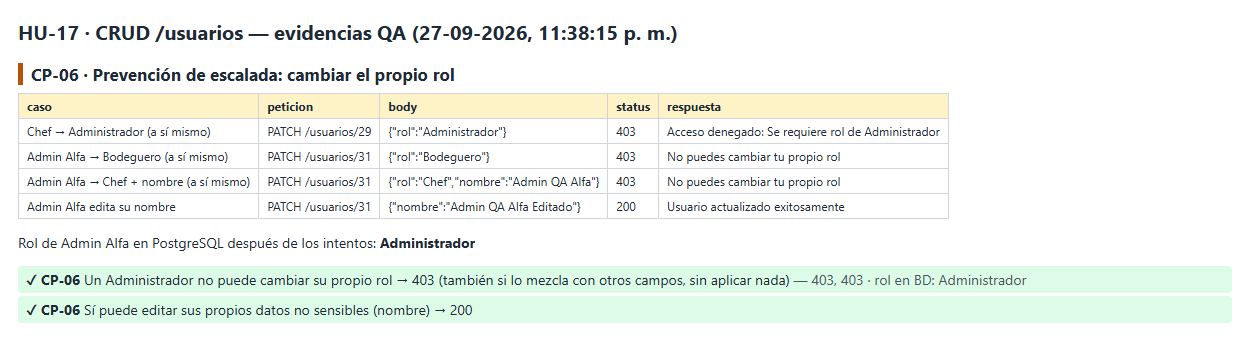 HU-17 · CRUD /usuarios — evidencias QA (27-09-2026, 11:38:15 p. m.)
CP-06 · Prevención de escalada: cambiar el propio rol
caso peticion body status respuesta
Chef → Administrador (a sí mismo) PATCH /usuarios/29 {"rol":"Administrador"} 403 Acceso denegado: Se requiere rol de Administrador
Admin Alfa → Bodeguero (a sí mismo) PATCH /usuarios/31 {"rol":"Bodeguero"} 403 No puedes cambiar tu propio rol
Admin Alfa → Chef + nombre (a sí mismo) PATCH /usuarios/31 {"rol":"Chef","nombre":"Admin QA Alfa"} 403 No puedes cambiar tu propio rol
Admin Alfa edita su nombre PATCH /usuarios/31 {"nombre":"Admin QA Alfa Editado"} 200 Usuario actualizado exitosamente
Rol de Admin Alfa en PostgreSQL después de los intentos: Administrador
✓ CP-06 Un Administrador no puede cambiar su propio rol → 403 (también si lo mezcla con otros campos, sin aplicar nada) — 403, 403 · rol en BD: Administrador
✓ CP-06 Sí puede editar sus propios datos no sensibles (nombre) → 200